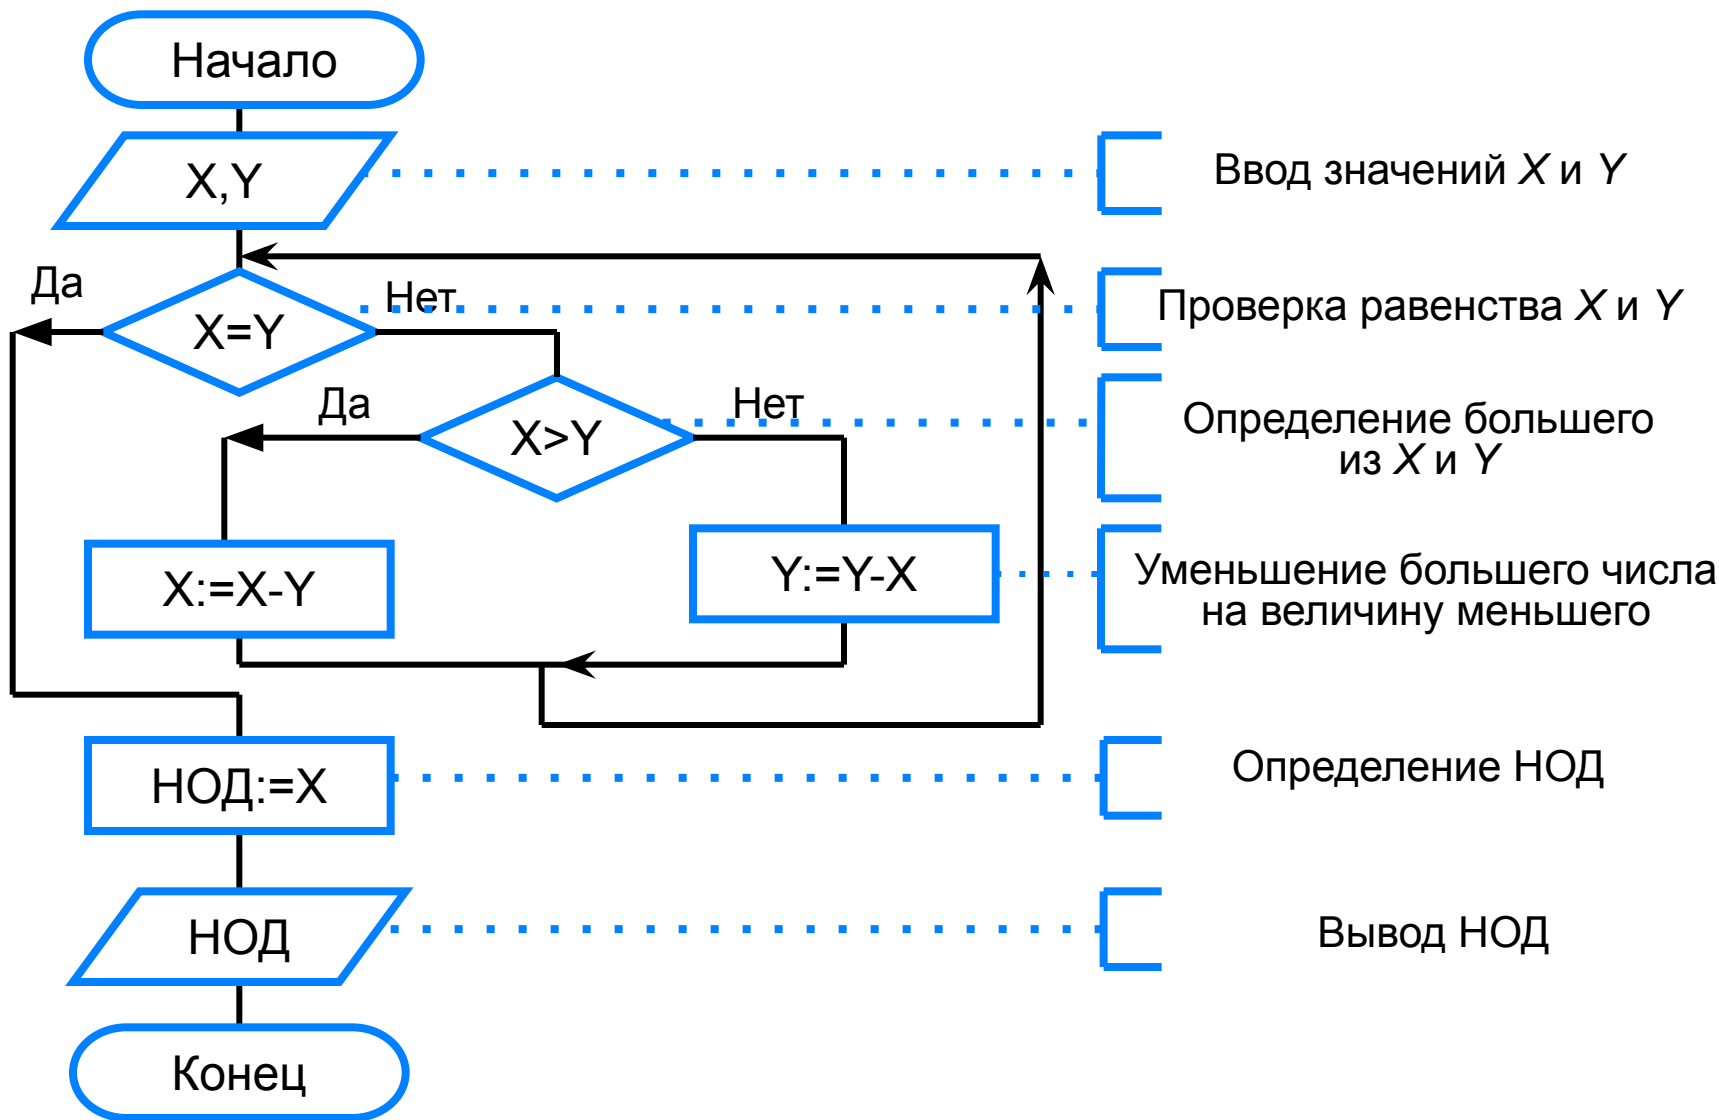 Начало
X,Y
Ввод значений X и Y
Да
Нет
X=Y
Проверка равенства X и Y
Да
Нет
X>Y
Определение большего
из X и Y
X:=X-Y
Y:=Y-X
Уменьшение большего числа
на величину меньшего
НОД:=X
Определение НОД
НОД
Вывод НОД
Конец